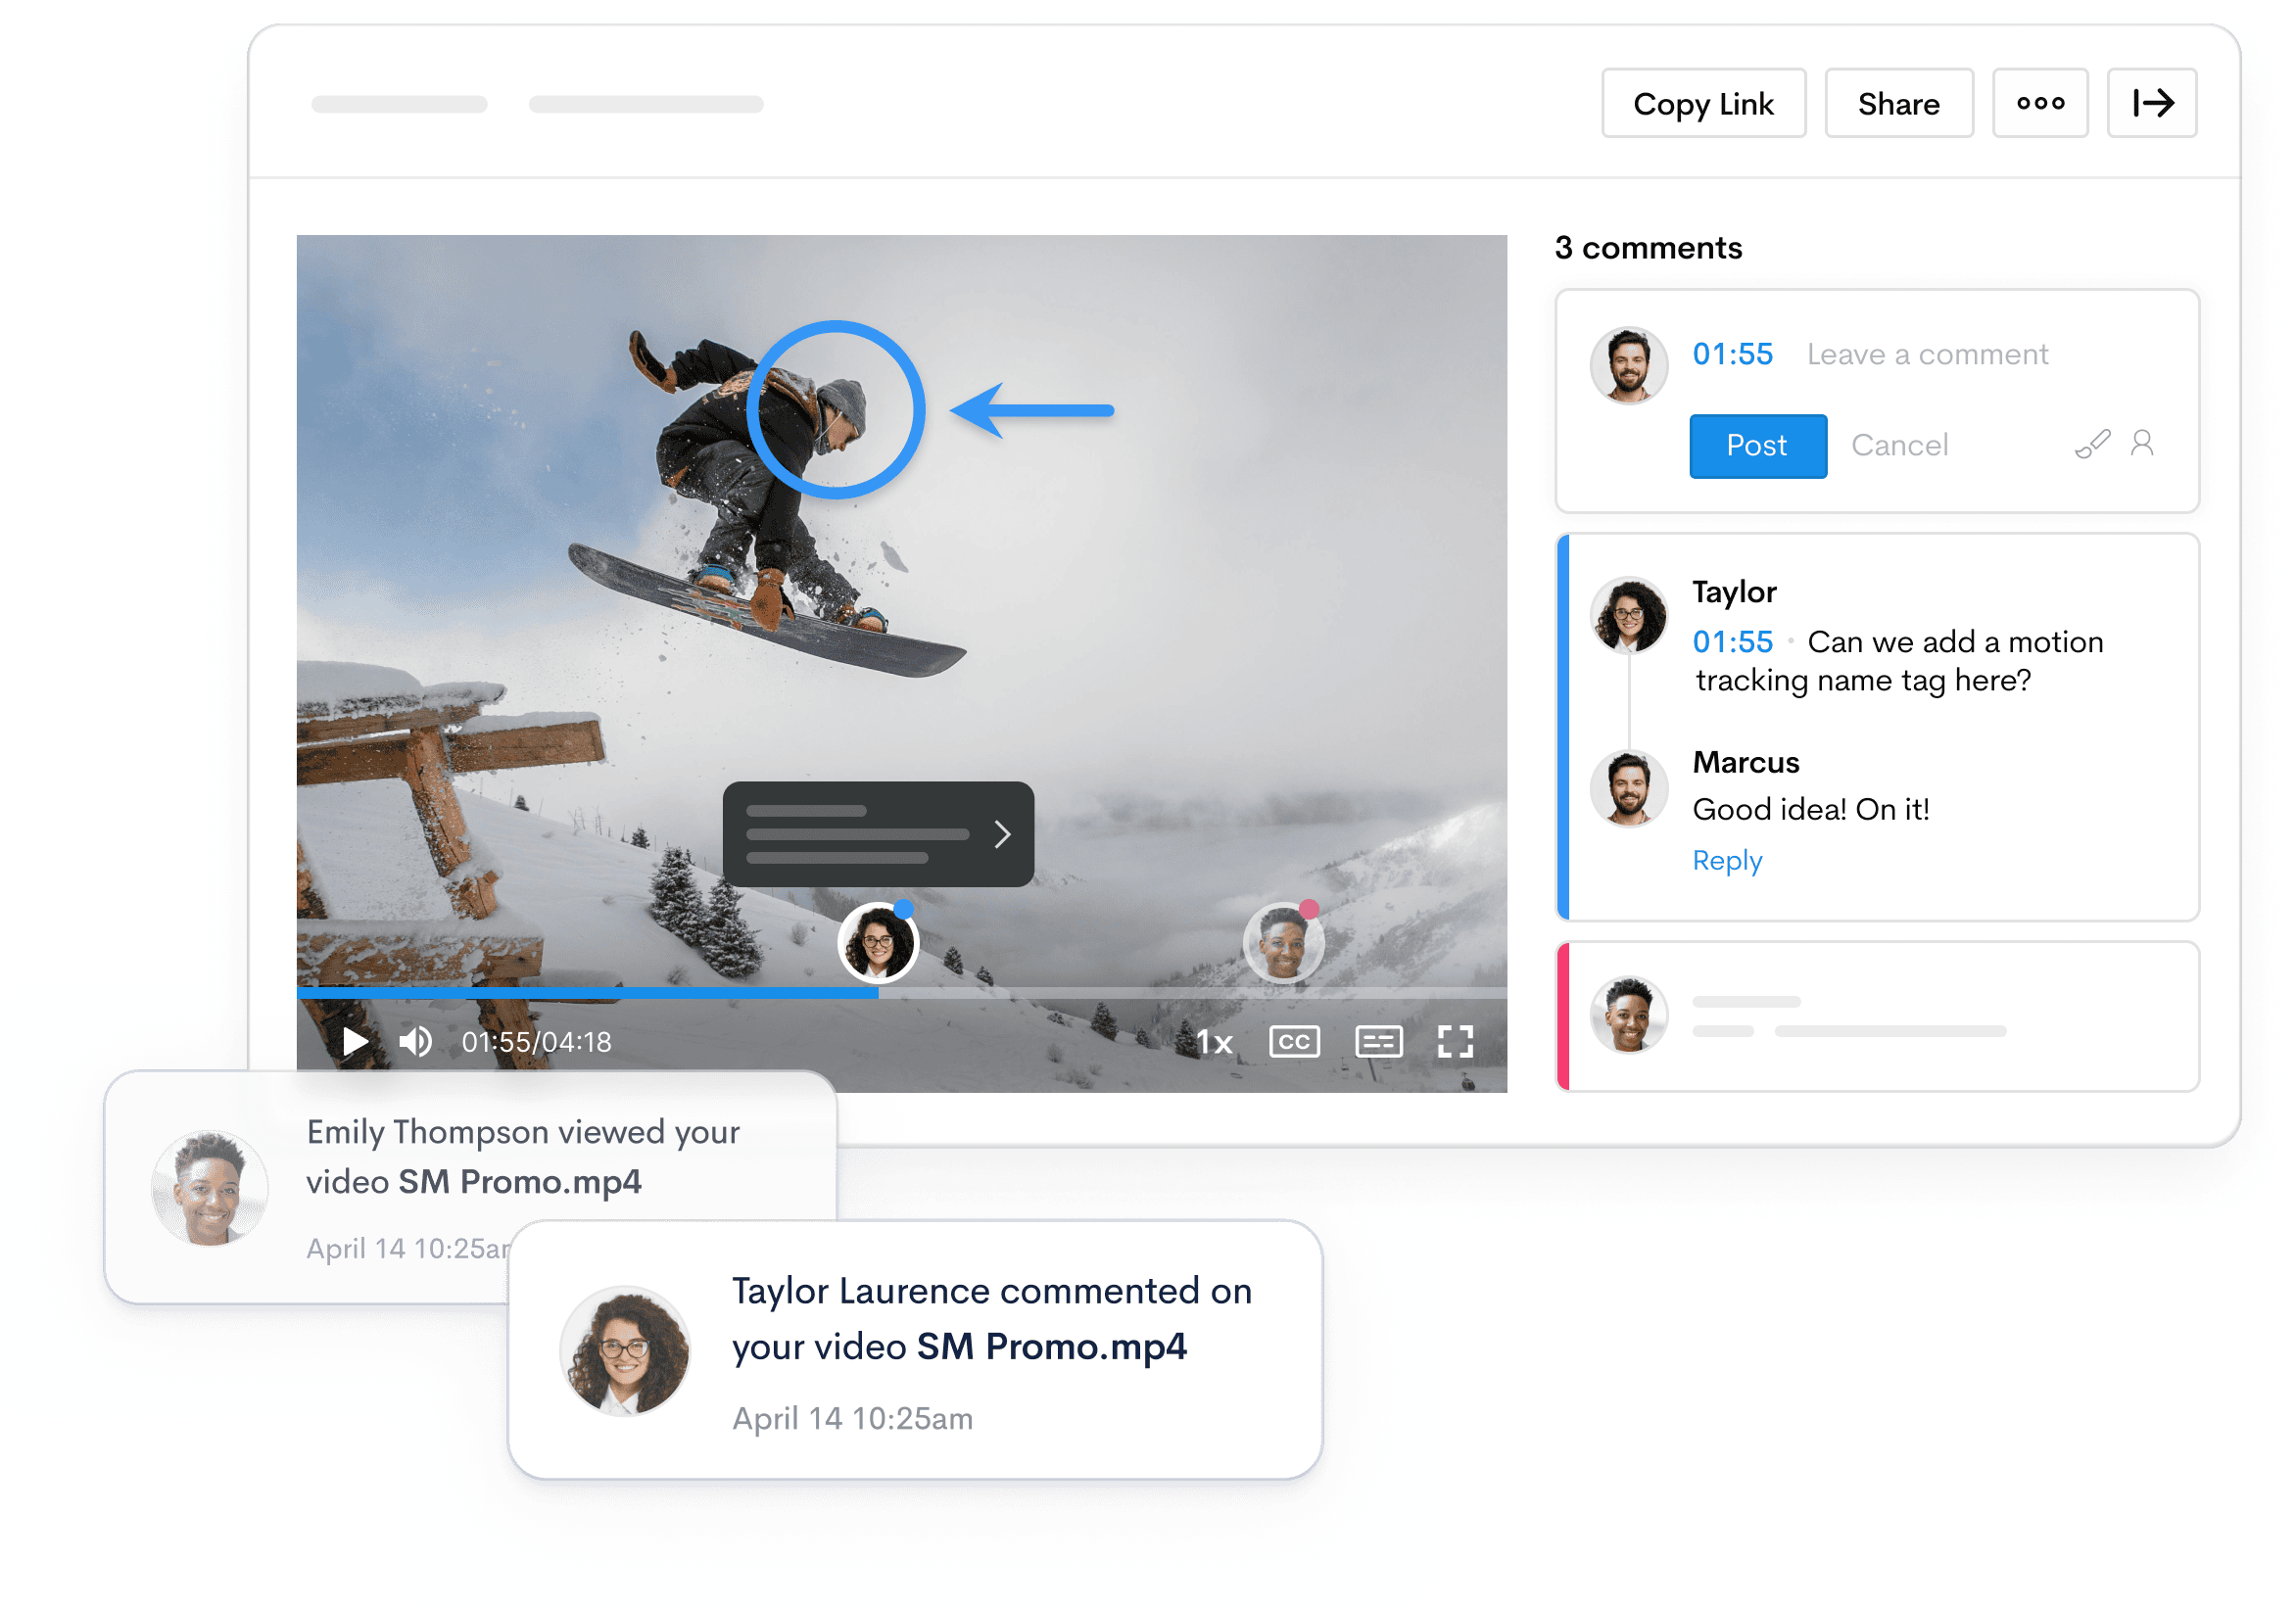 Copy Link
Share
3 comments
01:55 Leave a comment
Post Cancel
Taylor
01:55 • Can we add a motion
tracking name tag here?
Marcus
Good idea! On it!
Reply
01:55/04:18
1x
CC
Emily Thompson viewed your
video SM Promo.mp4
April 14 10:25am
Taylor Laurence commented on
your video SM Promo.mp4
April 14 10:25am